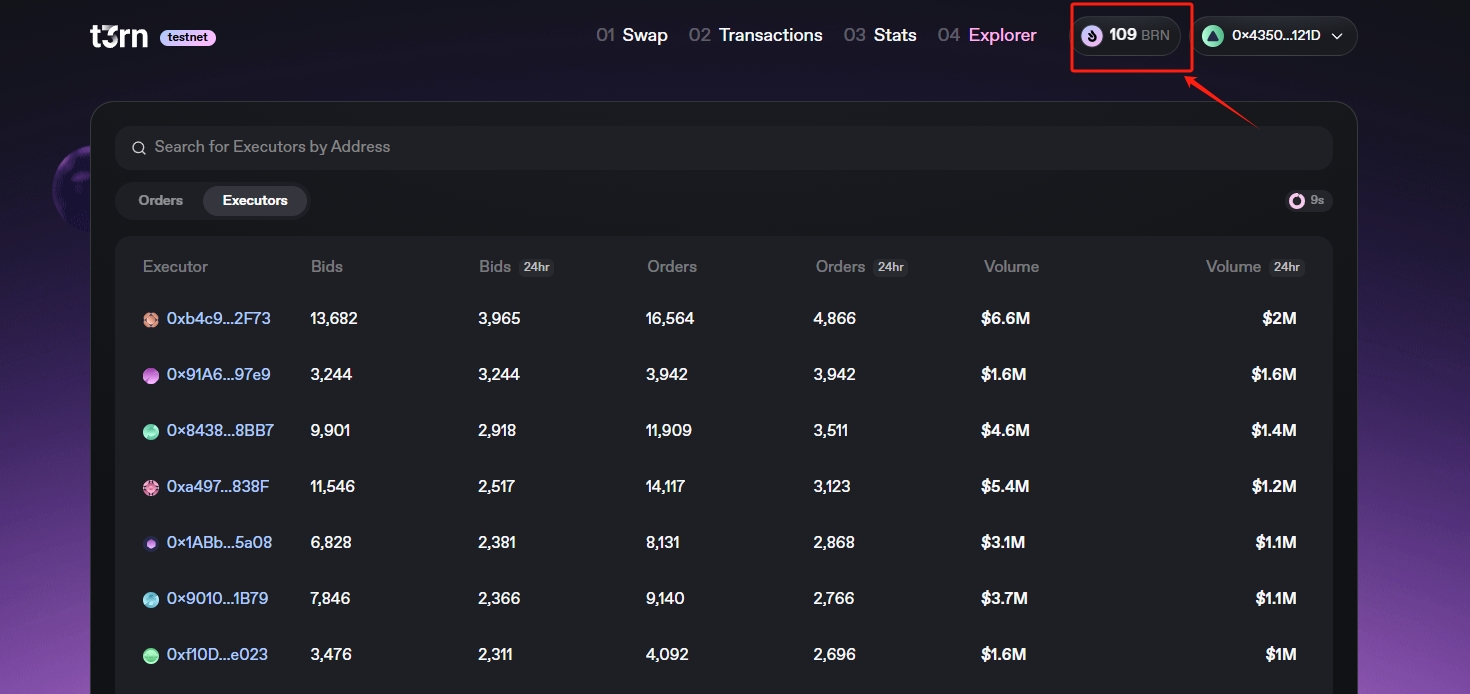 t3rn testnet 01 Swap 02 Transactions 03 Stats 04 Explorer 109 BRN 0×4350...121D
Search for Executors by Address
Orders Executors 9s
Executor Bids Bids 24hr Orders Orders 24hr Volume Volume 24hr
0xb4c9...2F73 13,682 3,965 16,564 4,866 $6.6M $2M
0×91A6...97e9 3,244 3,244 3,942 3,942 $1.6M $1.6M
0×8438...8BB7 9,901 2,918 11,909 3,511 $4.6M $1.4M
0xa497...838F 11,546 2,517 14,117 3,123 $5.4M $1.2M
0×1ABb...5a08 6,828 2,381 8,131 2,868 $3.1M $1.1M
0×9010...1B79 7,846 2,366 9,140 2,766 $3.7M $1.1M
0xf10D...e023 3,476 2,311 4,092 2,696 $1.6M $1M